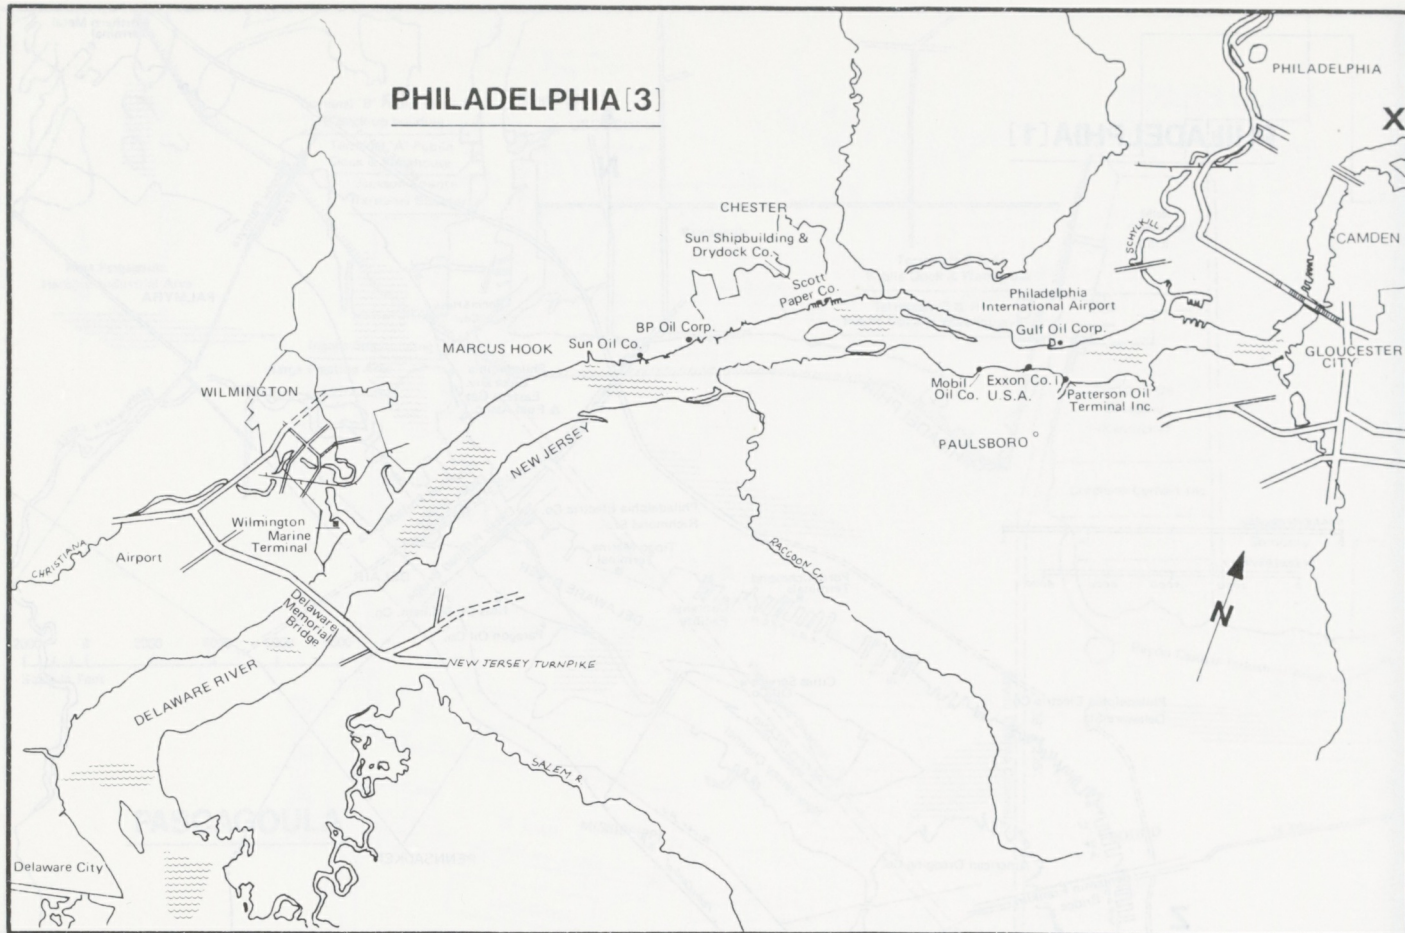 PHILADELPHIA [3]
PHILADELPHIA
X
CHESTER
Sun Shipbuilding &
Drydock Co.
Scott
Paper Co.
SCHYLKILL
CAMDEN
Philadelphia
International Airport
BP Oil Corp.
Gulf Oil Corp.
MARCUS HOOK
Sun Oil Co.
GLOUCESTER
CITY
Mobil
Oil Co.
Exxon Co.
U.S.A.
Patterson Oil
Terminal Inc.
WILMINGTON
NEW JERSEY
PAULSBORO
Wilmington
Marine
Terminal
CHRISTIANA
Airport
RACCOON Cr.
Delaware
Memorial
Bridge
N
NEW JERSEY TURNPIKE
DELAWARE RIVER
SALEM R.
Delaware City